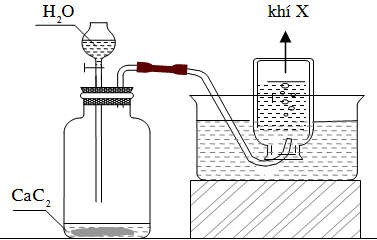 H₂O
khí X
CaC₂